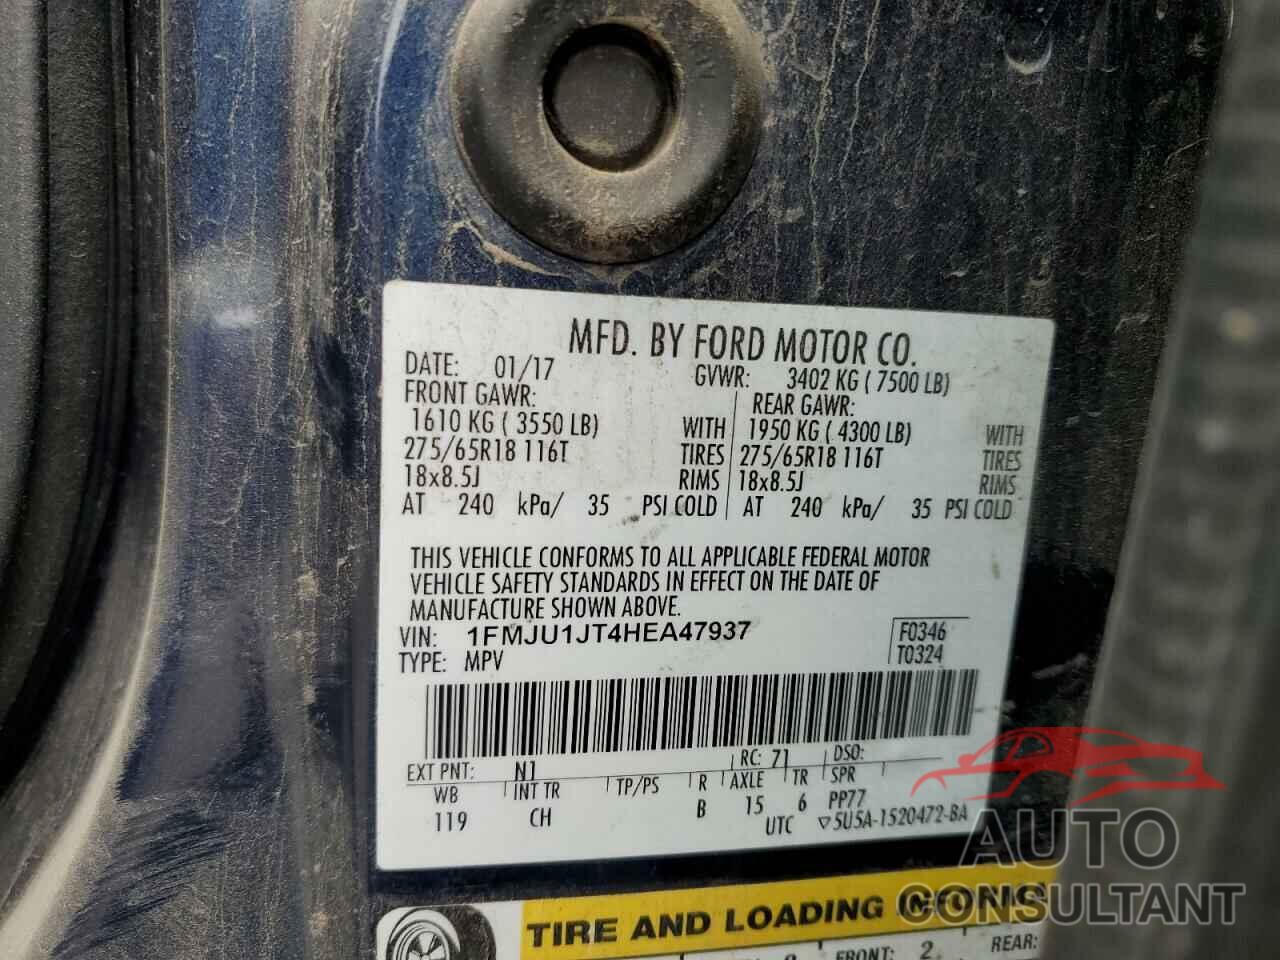 MFD. BY FORD MOTOR CO.
DATE: 01/17 GVWR: 3402 KG ( 7500 LB)
FRONT GAWR: REAR GAWR:
1610 KG ( 3550 LB) WITH 1950 KG ( 4300 LB) WITH
275/65R18 116T TIRES 275/65R18 116T TIRES
18x8.5J RIMS 18x8.5J RIMS
AT 240 kPa/ 35 PSI COLD AT 240 kPa/ 35 PSI COLD
THIS VEHICLE CONFORMS TO ALL APPLICABLE FEDERAL MOTOR
VEHICLE SAFETY STANDARDS IN EFFECT ON THE DATE OF
MANUFACTURE SHOWN ABOVE.
VIN: 1FMJU1JT4HEA47937 F0346
TYPE: MPV T0324
EXT PNT: N1 RC: 71 DSO:
WB INT TR TP/PS R AXLE TR SPR
119 CH B 15 6 PP77
UTC ▽5U5A-1520472-BA
AUTO
CONSULTANT
TIRE AND LOADING
FRONT: 2 REAR: